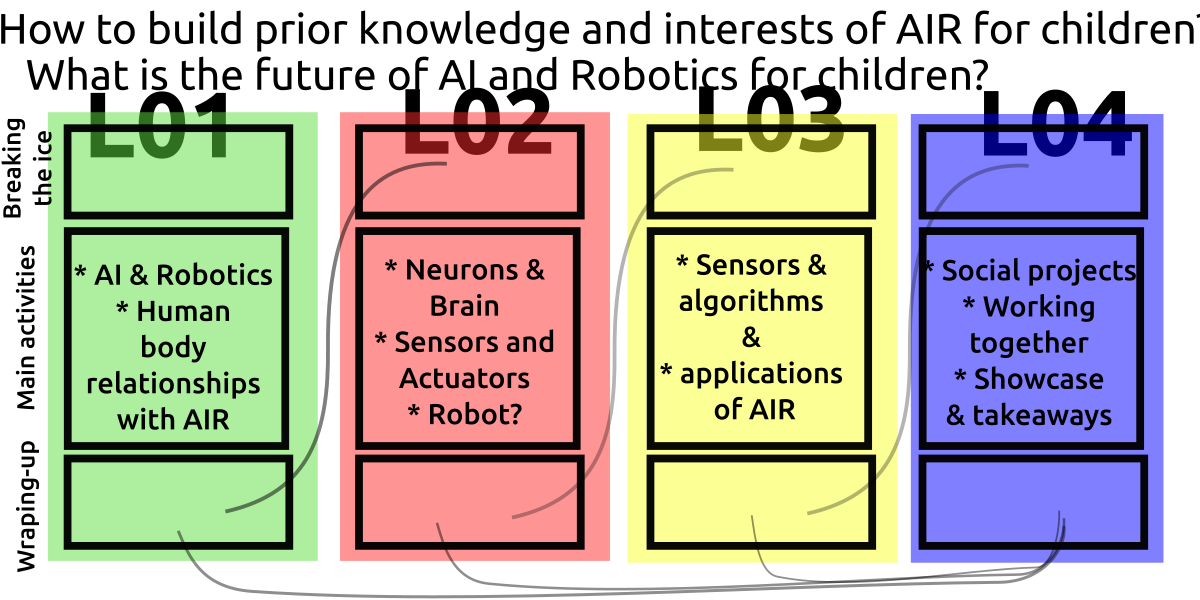 How to build prior knowledge and interests of AIR for children?
What is the future of AI and Robotics for children?
L01
L02
L03
L04
Breaking
the ice
Main activities
Wraping-up
* AI & Robotics
* Human
body
relationships
with AIR
* Neurons &
Brain
* Sensors and
Actuators
* Robot?
* Sensors &
algorithms
&
* applications
of AIR
* Social projects
* Working
together
* Showcase
& takeaways